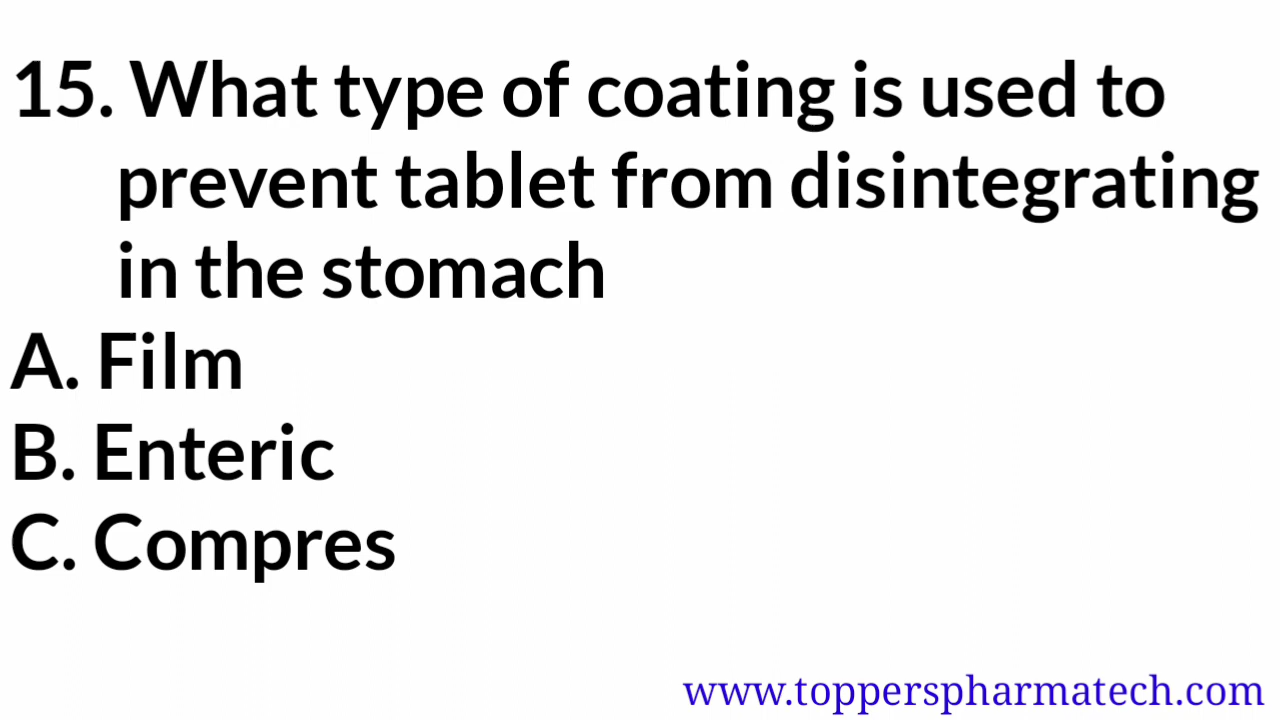 15. What type of coating is used to
prevent tablet from disintegrating
in the stomach
A. Film
B. Enteric
C. Compres
www.topperspharmatech.com